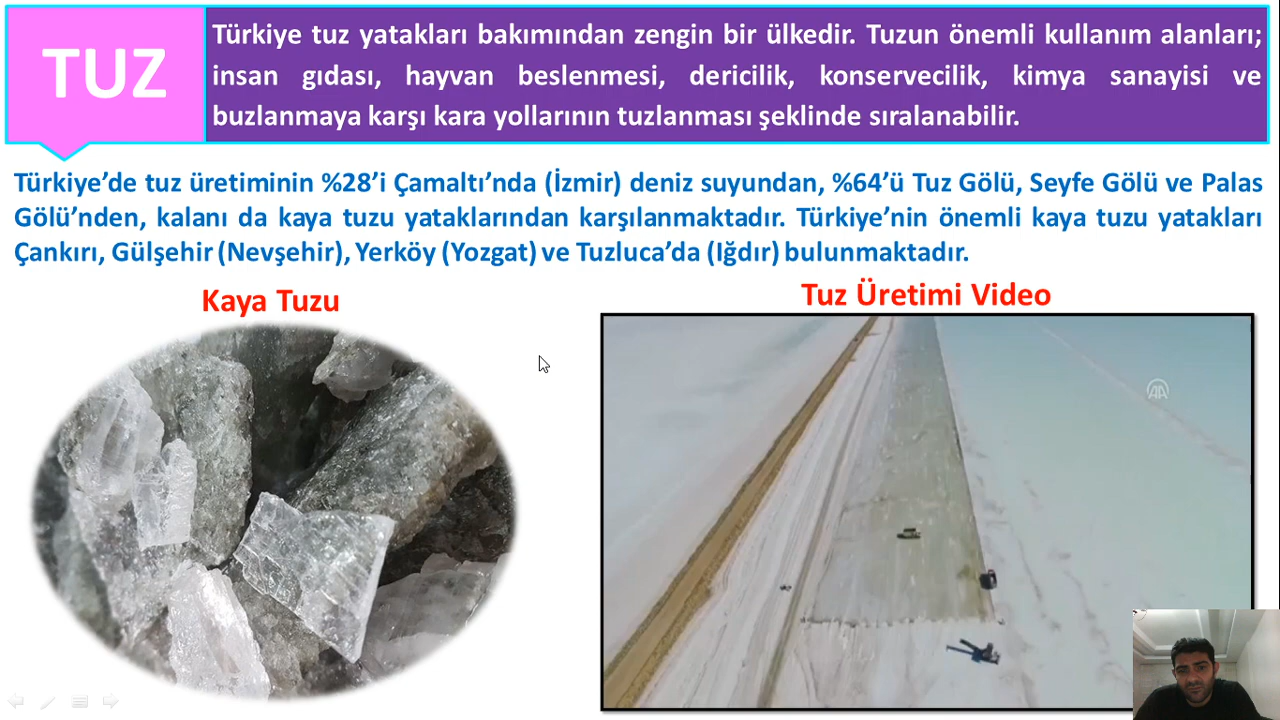 TUZ
Türkiye tuz yatakları bakımından zengin bir ülkedir. Tuzun önemli kullanım alanları;
insan gıdası, hayvan beslenmesi, dericilik, konservecilik, kimya sanayisi ve
buzlanmaya karşı kara yollarının tuzlanması şeklinde sıralanabilir.
Türkiye’de tuz üretiminin %28’i Çamaltı’nda (İzmir) deniz suyundan, %64’ü Tuz Gölü, Seyfe Gölü ve Palas
Gölü’nden, kalanı da kaya tuzu yataklarından karşılanmaktadır. Türkiye’nin önemli kaya tuzu yatakları
Çankırı, Gülşehir (Nevşehir), Yerköy (Yozgat) ve Tuzluca’da (Iğdır) bulunmaktadır.
Kaya Tuzu
Tuz Üretimi Video
AA